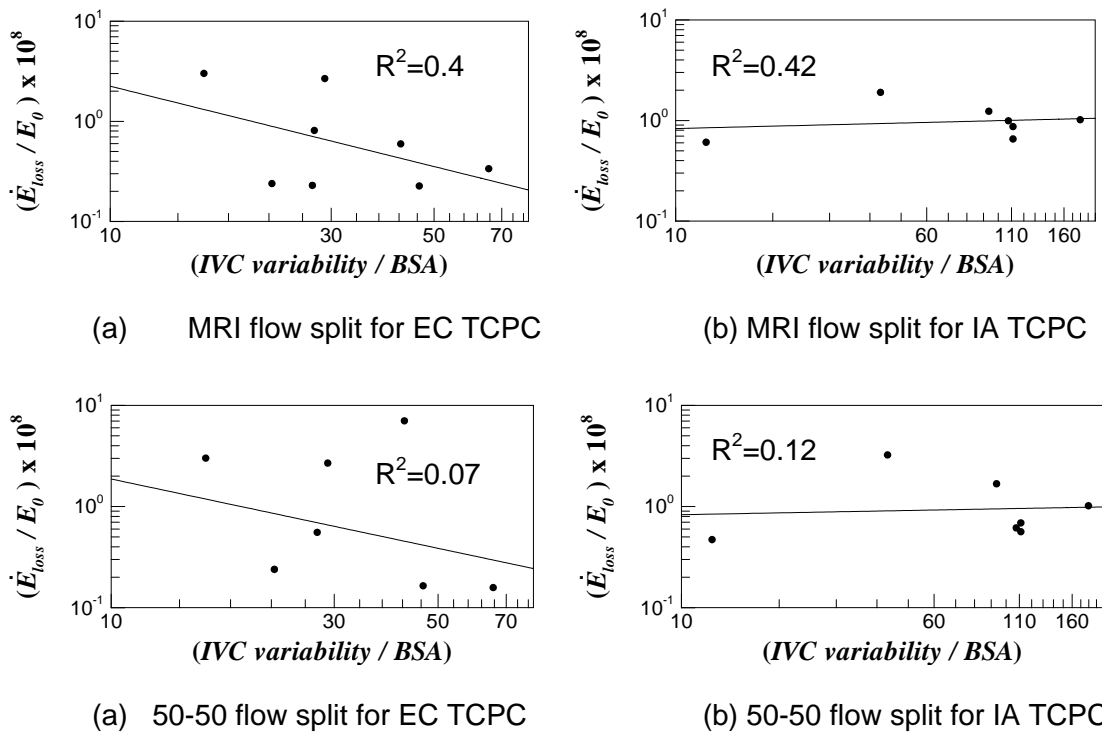 10^1
10^0
10^-1
(Ė_loss / E_0 ) x 10^8
R^2=0.4
10 30 50 70
(IVC variability / BSA)
(a) MRI flow split for EC TCPC
10^1
10^0
10^-1
(Ė_loss / E_0 ) x 10^8
R^2=0.42
10 60 110 160
(IVC variability / BSA)
(b) MRI flow split for IA TCPC
10^1
10^0
10^-1
(Ė_loss / E_0 ) x 10^8
R^2=0.07
10 30 50 70
(IVC variability / BSA)
(a) 50-50 flow split for EC TCPC
10^1
10^0
10^-1
(Ė_loss / E_0 ) x 10^8
R^2=0.12
10 60 110 160
(IVC variability / BSA)
(b) 50-50 flow split for IA TCPC